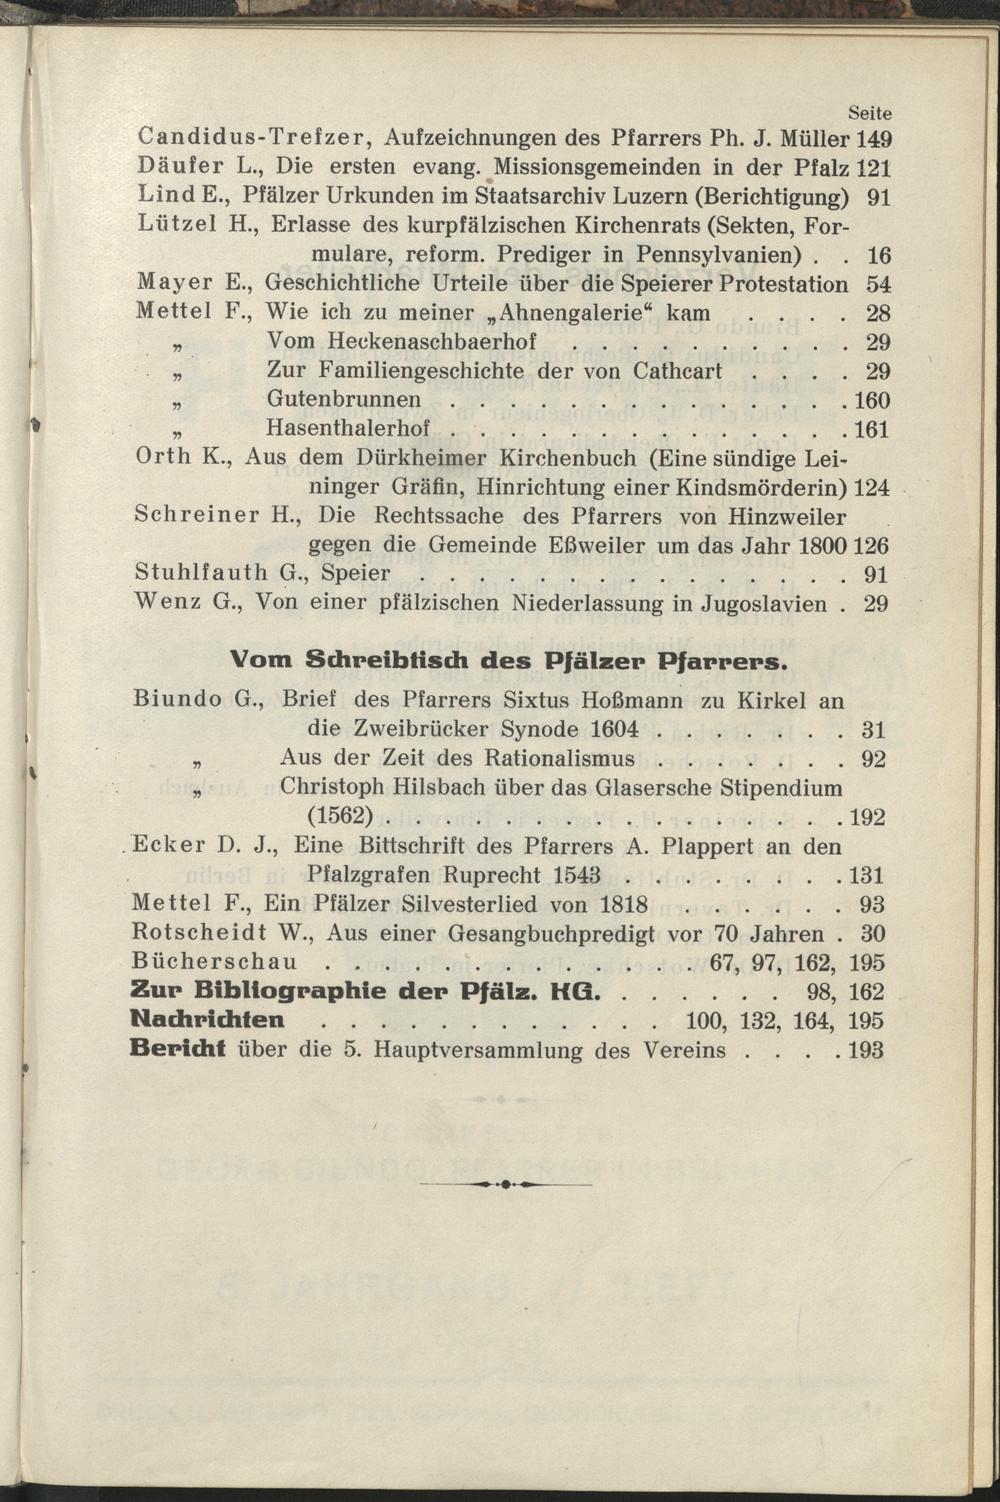 Seite
Candidus-Trefzer, Aufzeichnungen des Pfarrers Ph. J. Müller 149
Däufer L., Die ersten evang. Missionsgemeinden in der Pfalz 121
Lind E., Pfälzer Urkunden im Staatsarchiv Luzern (Berichtigung) 91
Lützel H., Erlasse des kurpfälzischen Kirchenrats (Sekten, For-
mulare, reform. Prediger in Pennsylvanien) . . 16
Mayer E., Geschichtliche Urteile über die Speierer Protestation 54
Mettel F., Wie ich zu meiner „Ahnengalerie“ kam . . . . 28
„ Vom Heckenaschbaerhof . . . . . . . . . . 29
„ Zur Familiengeschichte der von Cathcart . . . . 29
„ Gutenbrunnen . . . . . . . . . . . . . . 160
„ Hasenthalerhof . . . . . . . . . . . . . . 161
Orth K., Aus dem Dürkheimer Kirchenbuch (Eine sündige Lei-
ninger Gräfin, Hinrichtung einer Kindsmörderin) 124
Schreiner H., Die Rechtssache des Pfarrers von Hinzweiler
gegen die Gemeinde Eßweiler um das Jahr 1800 126
Stuhlfauth G., Speier . . . . . . . . . . . . . . . 91
Wenz G., Von einer pfälzischen Niederlassung in Jugoslavien . 29
Vom Schreibtisch des Pfälzer Pfarrers.
Biundo G., Brief des Pfarrers Sixtus Hoßmann zu Kirkel an
die Zweibrücker Synode 1604 . . . . . . . 31
„ Aus der Zeit des Rationalismus . . . . . . . 92
„ Christoph Hilsbach über das Glasersche Stipendium
(1562) . . . . . . . . . . . . . . . . 192
Ecker D. J., Eine Bittschrift des Pfarrers A. Plappert an den
Pfalzgrafen Ruprecht 1543 . . . . . . . . 131
Mettel F., Ein Pfälzer Silvesterlied von 1818 . . . . . . 93
Rotscheidt W., Aus einer Gesangbuchpredigt vor 70 Jahren . 30
Bücherschau . . . . . . . . . . . . . 67, 97, 162, 195
Zur Bibliographie der Pfälz. KG. . . . . . . . 98, 162
Nachrichten . . . . . . . . . . . . 100, 132, 164, 195
Bericht über die 5. Hauptversammlung des Vereins . . . . 193